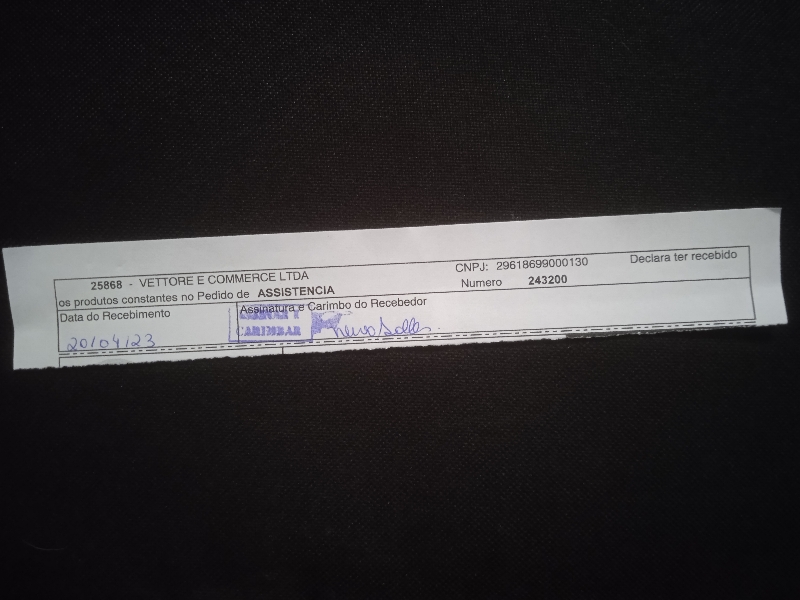 25868 - VETTORE E COMMERCE LTDA CNPJ: 29618699000130 Declara ter recebido
os produtos constantes no Pedido de ASSISTENCIA Numero 243200
Data do Recebimento Assinatura e Carimbo do Recebedor
20/04/23 CARIMBAR